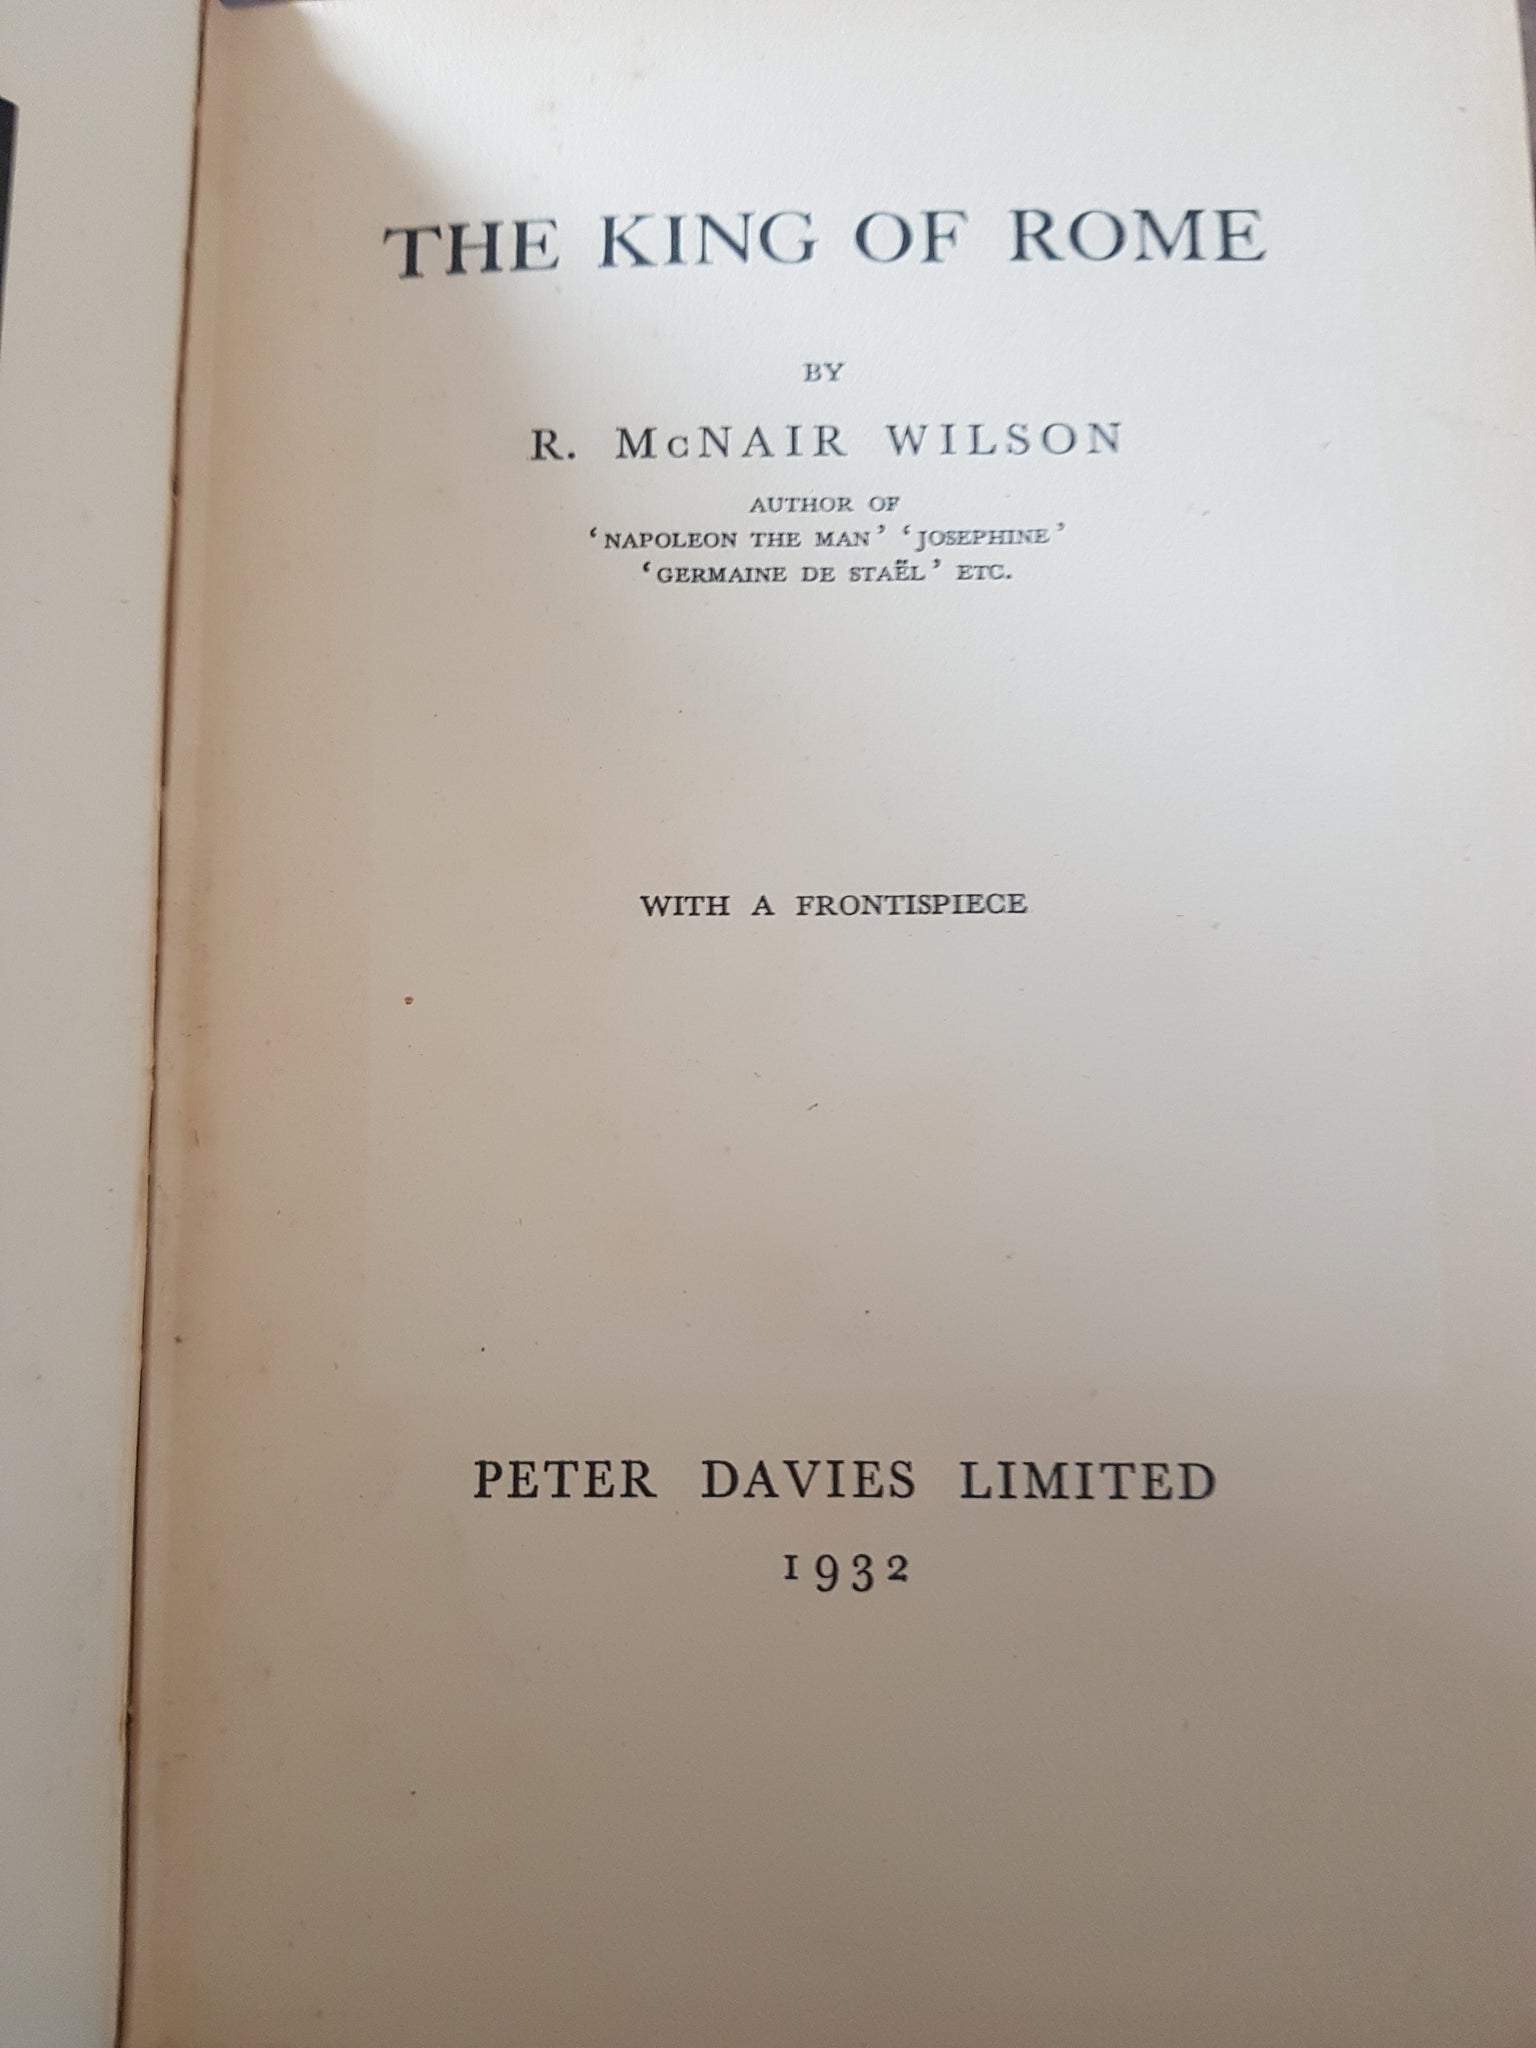 THE KING OF ROME
BY
R. McNAIR WILSON
AUTHOR OF
‘NAPOLEON THE MAN’ ‘JOSEPHINE’
‘GERMAINE DE STAËL’ ETC.
WITH A FRONTISPIECE
PETER DAVIES LIMITED
1932